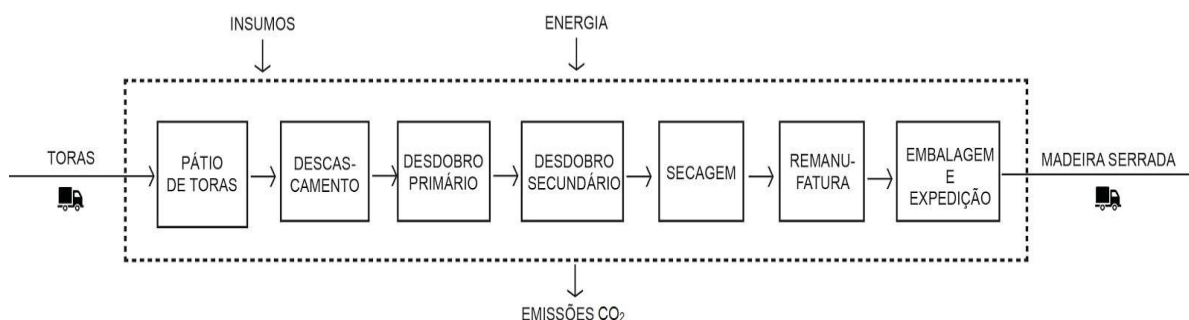 INSUMOS
ENERGIA
TORAS
PÁTIO
DE TORAS
DESCAS-
CAMENTO
DESDOBRO
PRIMÁRIO
DESDOBRO
SECUNDÁRIO
SECAGEM
REMANU-
FATURA
EMBALAGEM
E
EXPEDIÇÃO
MADEIRA SERRADA
EMISSÕES CO₂